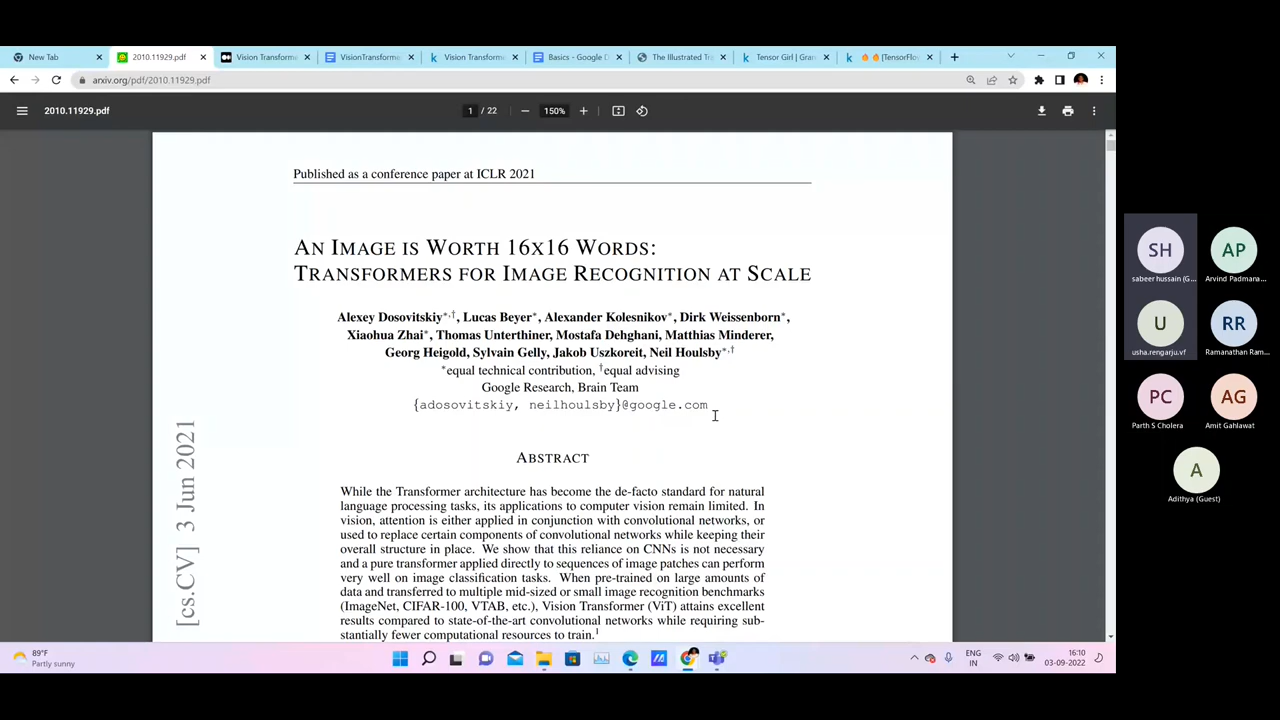 New Tab
2010.11929.pdf
Vision Transforme
VisionTransforme
Vision Transform
Basics - Google D
The Illustrated Tr
Tensor Girl | Gran
[TensorFlo
arxiv.org/pdf/2010.11929.pdf
2010.11929.pdf
1 / 22
150%
Published as a conference paper at ICLR 2021
AN IMAGE IS WORTH 16X16 WORDS:
TRANSFORMERS FOR IMAGE RECOGNITION AT SCALE
Alexey Dosovitskiy*,†, Lucas Beyer*, Alexander Kolesnikov*, Dirk Weissenborn*,
Xiaohua Zhai*, Thomas Unterthiner, Mostafa Dehghani, Matthias Minderer,
Georg Heigold, Sylvain Gelly, Jakob Uszkoreit, Neil Houlsby*,†
*equal technical contribution, †equal advising
Google Research, Brain Team
{adosovitskiy, neilhoulsby}@google.com
ABSTRACT
While the Transformer architecture has become the de-facto standard for natural
language processing tasks, its applications to computer vision remain limited. In
vision, attention is either applied in conjunction with convolutional networks, or
used to replace certain components of convolutional networks while keeping their
overall structure in place. We show that this reliance on CNNs is not necessary
and a pure transformer applied directly to sequences of image patches can perform
very well on image classification tasks. When pre-trained on large amounts of
data and transferred to multiple mid-sized or small image recognition benchmarks
(ImageNet, CIFAR-100, VTAB, etc.), Vision Transformer (ViT) attains excellent
results compared to state-of-the-art convolutional networks while requiring sub-
stantially fewer computational resources to train.1
[cs.CV] 3 Jun 2021
SH
sabeer hussain (G...
AP
Arvind Padmana...
U
usha.rengarju.vf
RR
Ramanathan Ram...
PC
Parth S Cholera
AG
Amit Gahlawat
A
Adithya (Guest)
89°F
Partly sunny
ENG
IN
16:10
03-09-2022